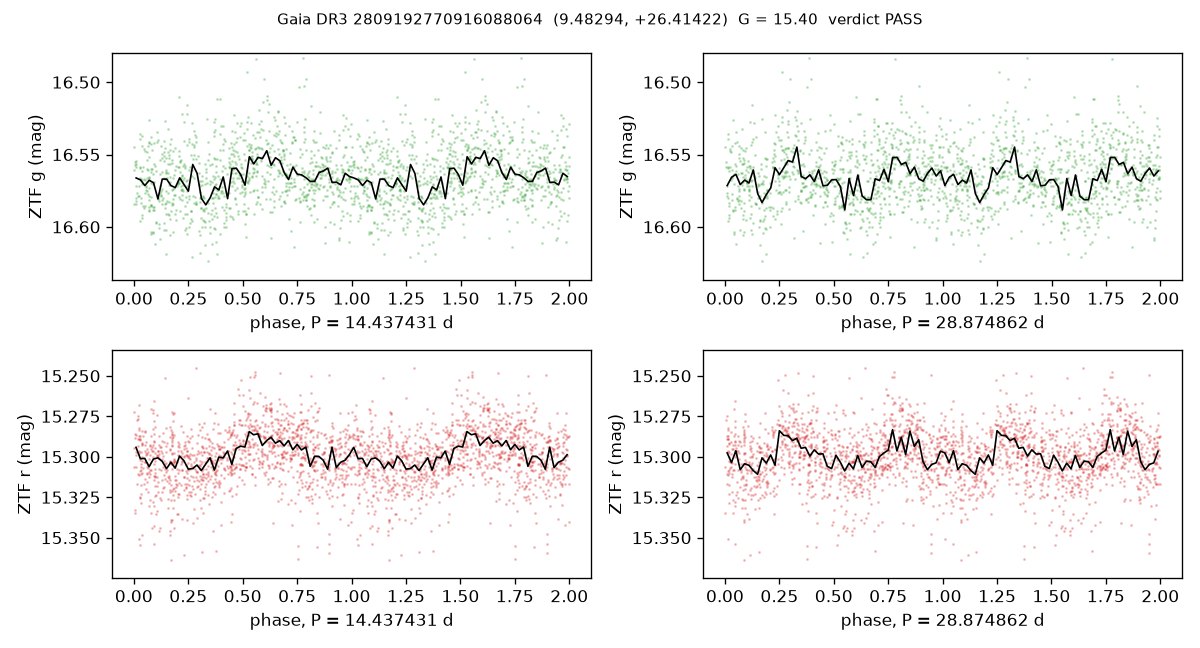 Gaia DR3 2809192770916088064 (9.48294, +26.41422) G = 15.40 verdict PASS
ZTF g (mag)
16.50
16.55
16.60
0.00 0.25 0.50 0.75 1.00 1.25 1.50 1.75 2.00
phase, P = 14.437431 d
ZTF g (mag)
16.50
16.55
16.60
0.00 0.25 0.50 0.75 1.00 1.25 1.50 1.75 2.00
phase, P = 28.874862 d
ZTF r (mag)
15.250
15.275
15.300
15.325
15.350
0.00 0.25 0.50 0.75 1.00 1.25 1.50 1.75 2.00
phase, P = 14.437431 d
ZTF r (mag)
15.250
15.275
15.300
15.325
15.350
0.00 0.25 0.50 0.75 1.00 1.25 1.50 1.75 2.00
phase, P = 28.874862 d